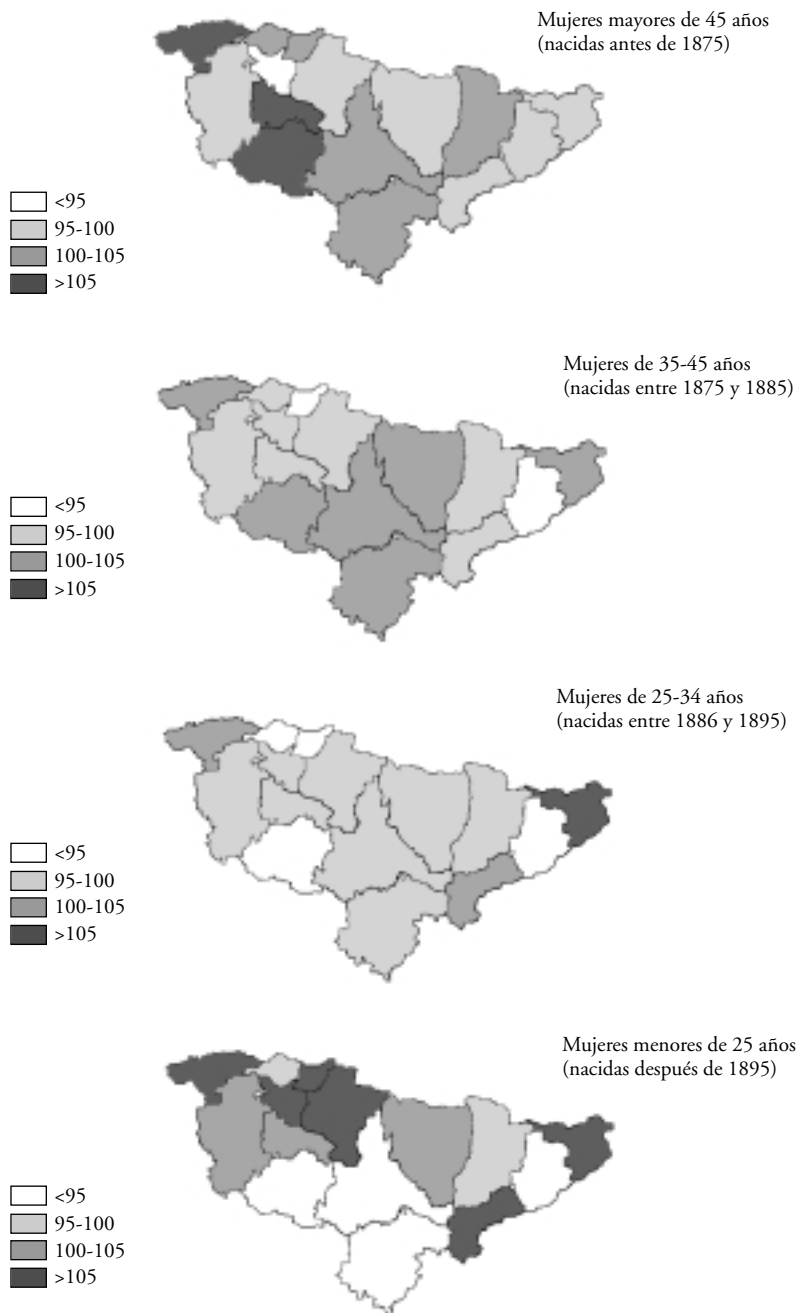 Mujeres mayores de 45 años
(nacidas antes de 1875)
<95
95-100
100-105
>105
Mujeres de 35-45 años
(nacidas entre 1875 y 1885)
<95
95-100
100-105
>105
Mujeres de 25-34 años
(nacidas entre 1886 y 1895)
<95
95-100
100-105
>105
Mujeres menores de 25 años
(nacidas después de 1895)
<95
95-100
100-105
>105